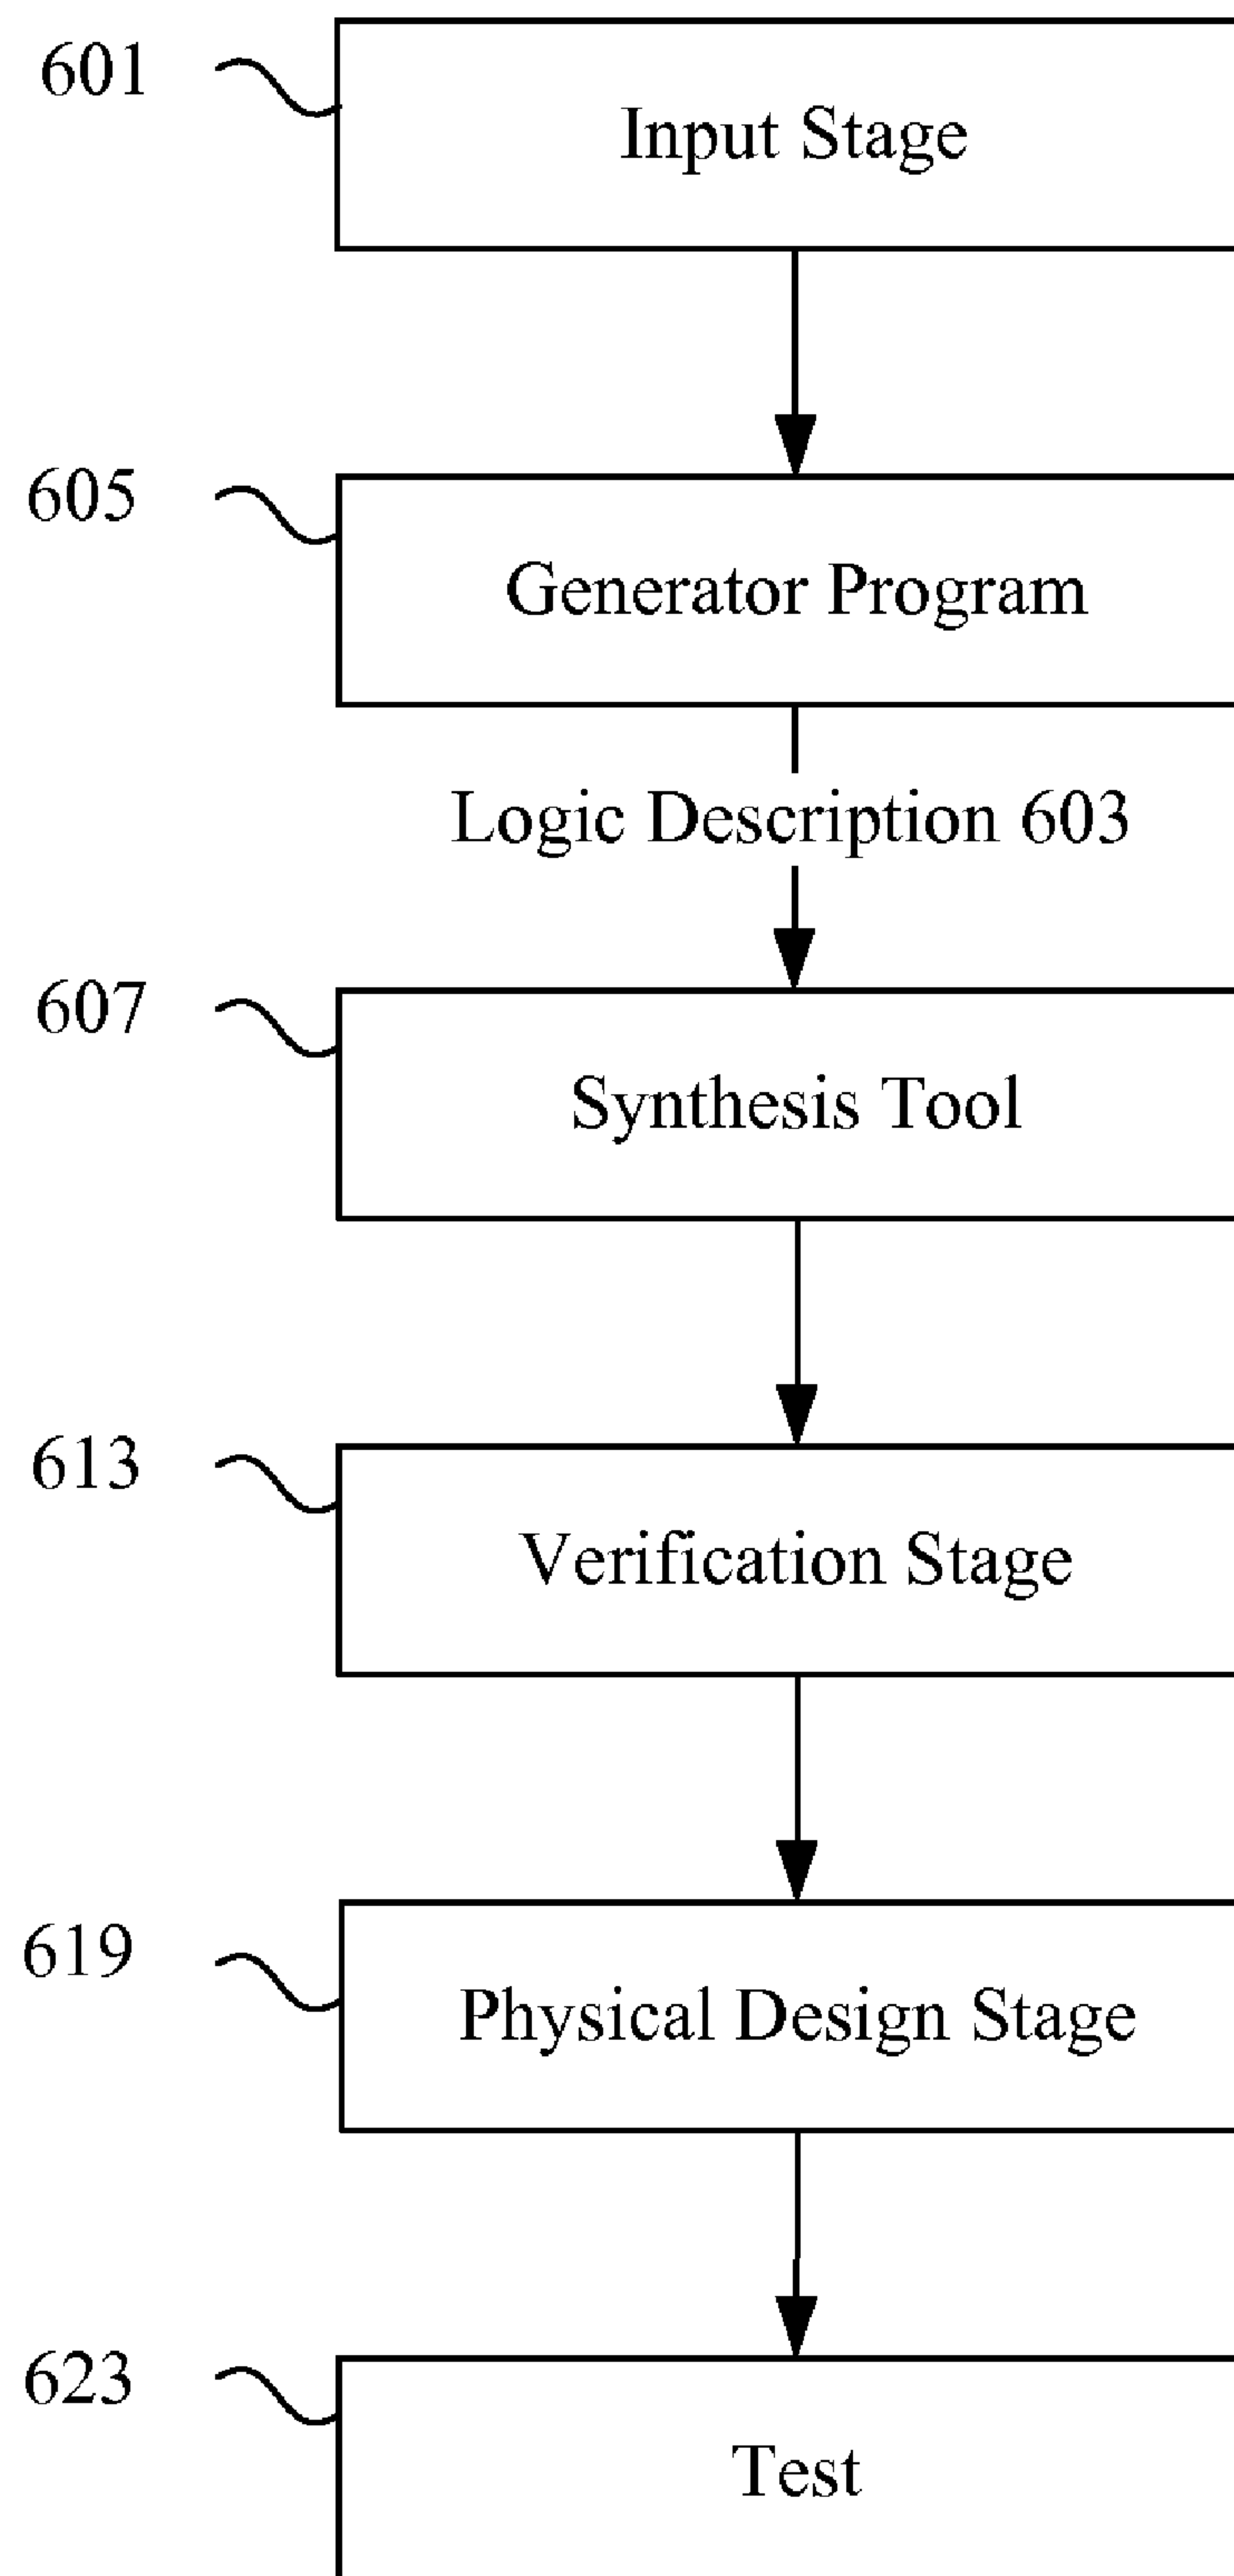 601
Input Stage
605
Generator Program
Logic Description 603
607
Synthesis Tool
613
Verification Stage
619
Physical Design Stage
623
Test